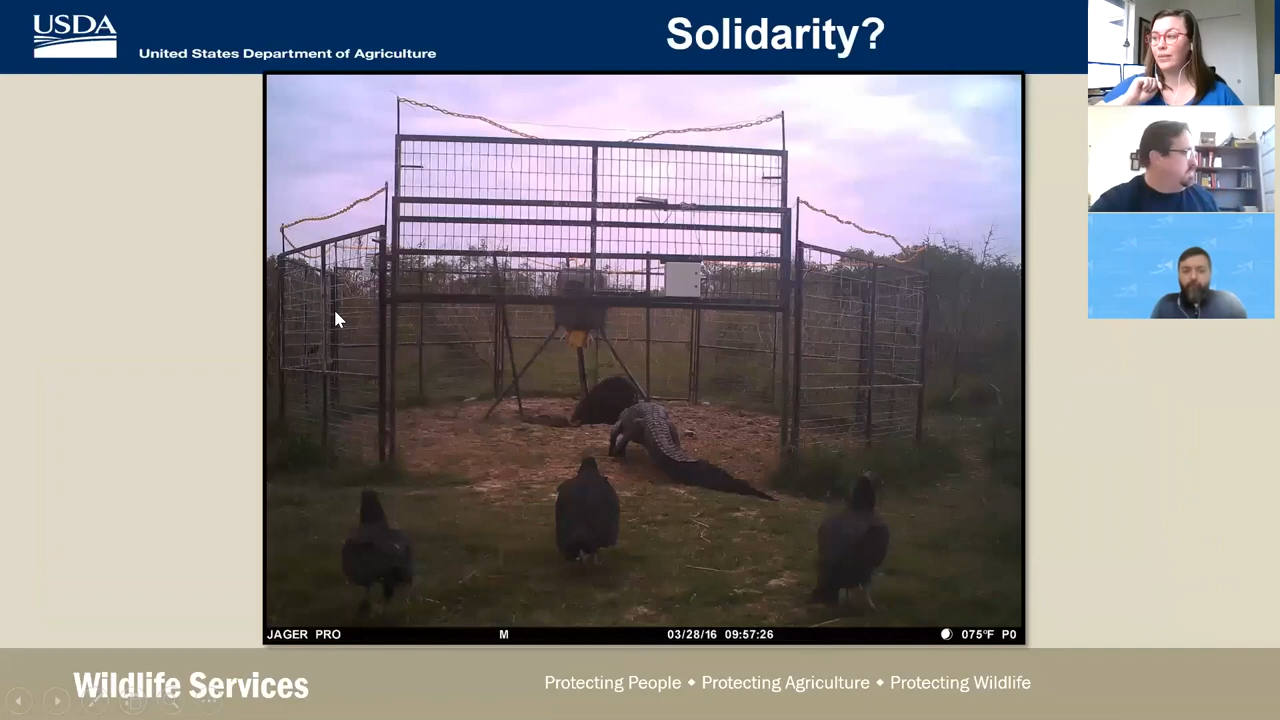 USDA
United States Department of Agriculture
Solidarity?
JAGER PRO M 03/28/16 09:57:26 075°F P0
Wildlife Services
Protecting People • Protecting Agriculture • Protecting Wildlife